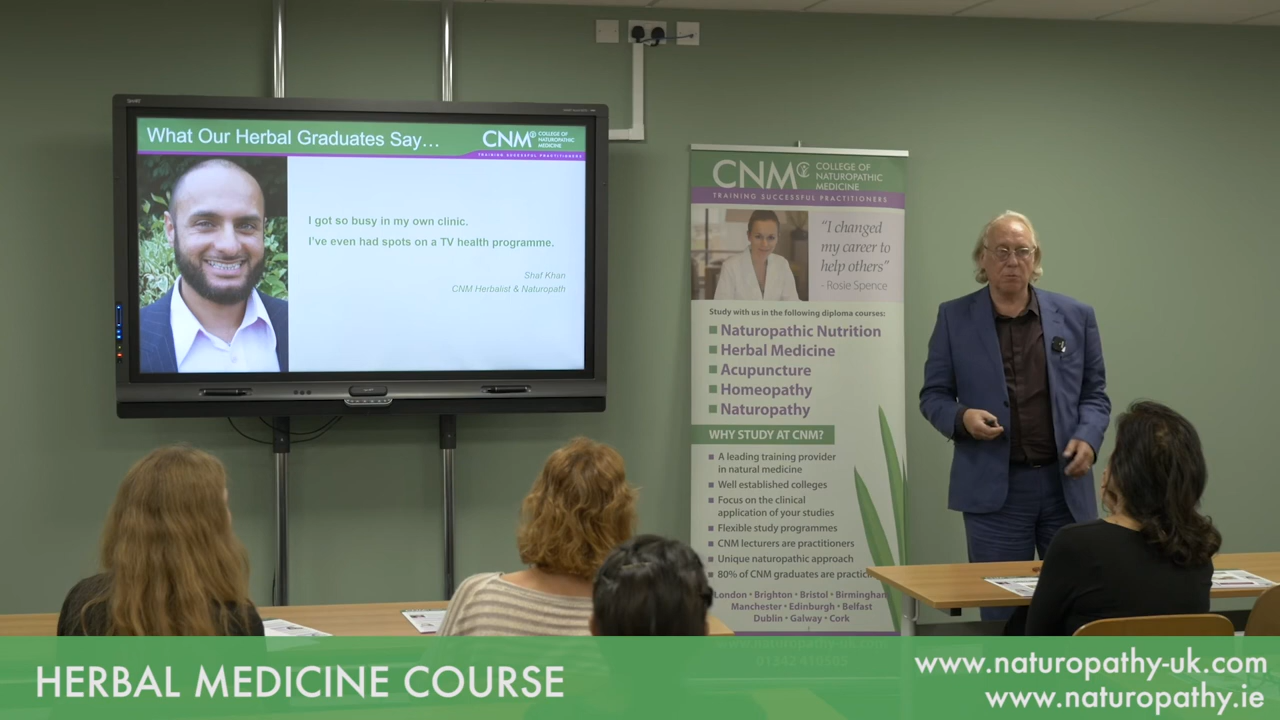 What Our Herbal Graduates Say...
CNM
COLLEGE OF
NATUROPATHIC
MEDICINE
TRAINING SUCCESSFUL PRACTITIONERS
I got so busy in my own clinic.
I've even had spots on a TV health programme.
Shaf Khan
CNM Herbalist & Naturopath
CNM
COLLEGE OF
NATUROPATHIC
MEDICINE
TRAINING SUCCESSFUL PRACTITIONERS
"I changed
my career to
help others"
- Rosie Spence
Study with us in the following diploma courses:
Naturopathic Nutrition
Herbal Medicine
Acupuncture
Homeopathy
Naturopathy
WHY STUDY AT CNM?
A leading training provider
in natural medicine
Well established colleges
Focus on the clinical
application of your studies
Flexible study programmes
CNM lecturers are practitioners
Unique naturopathic approach
80% of CNM graduates are practic
London • Brighton • Bristol • Birmingham
Manchester • Edinburgh • Belfast
Dublin • Galway • Cork
www.naturopathy-uk.com
HERBAL MEDICINE COURSE
www.naturopathy-uk.com
www.naturopathy.ie